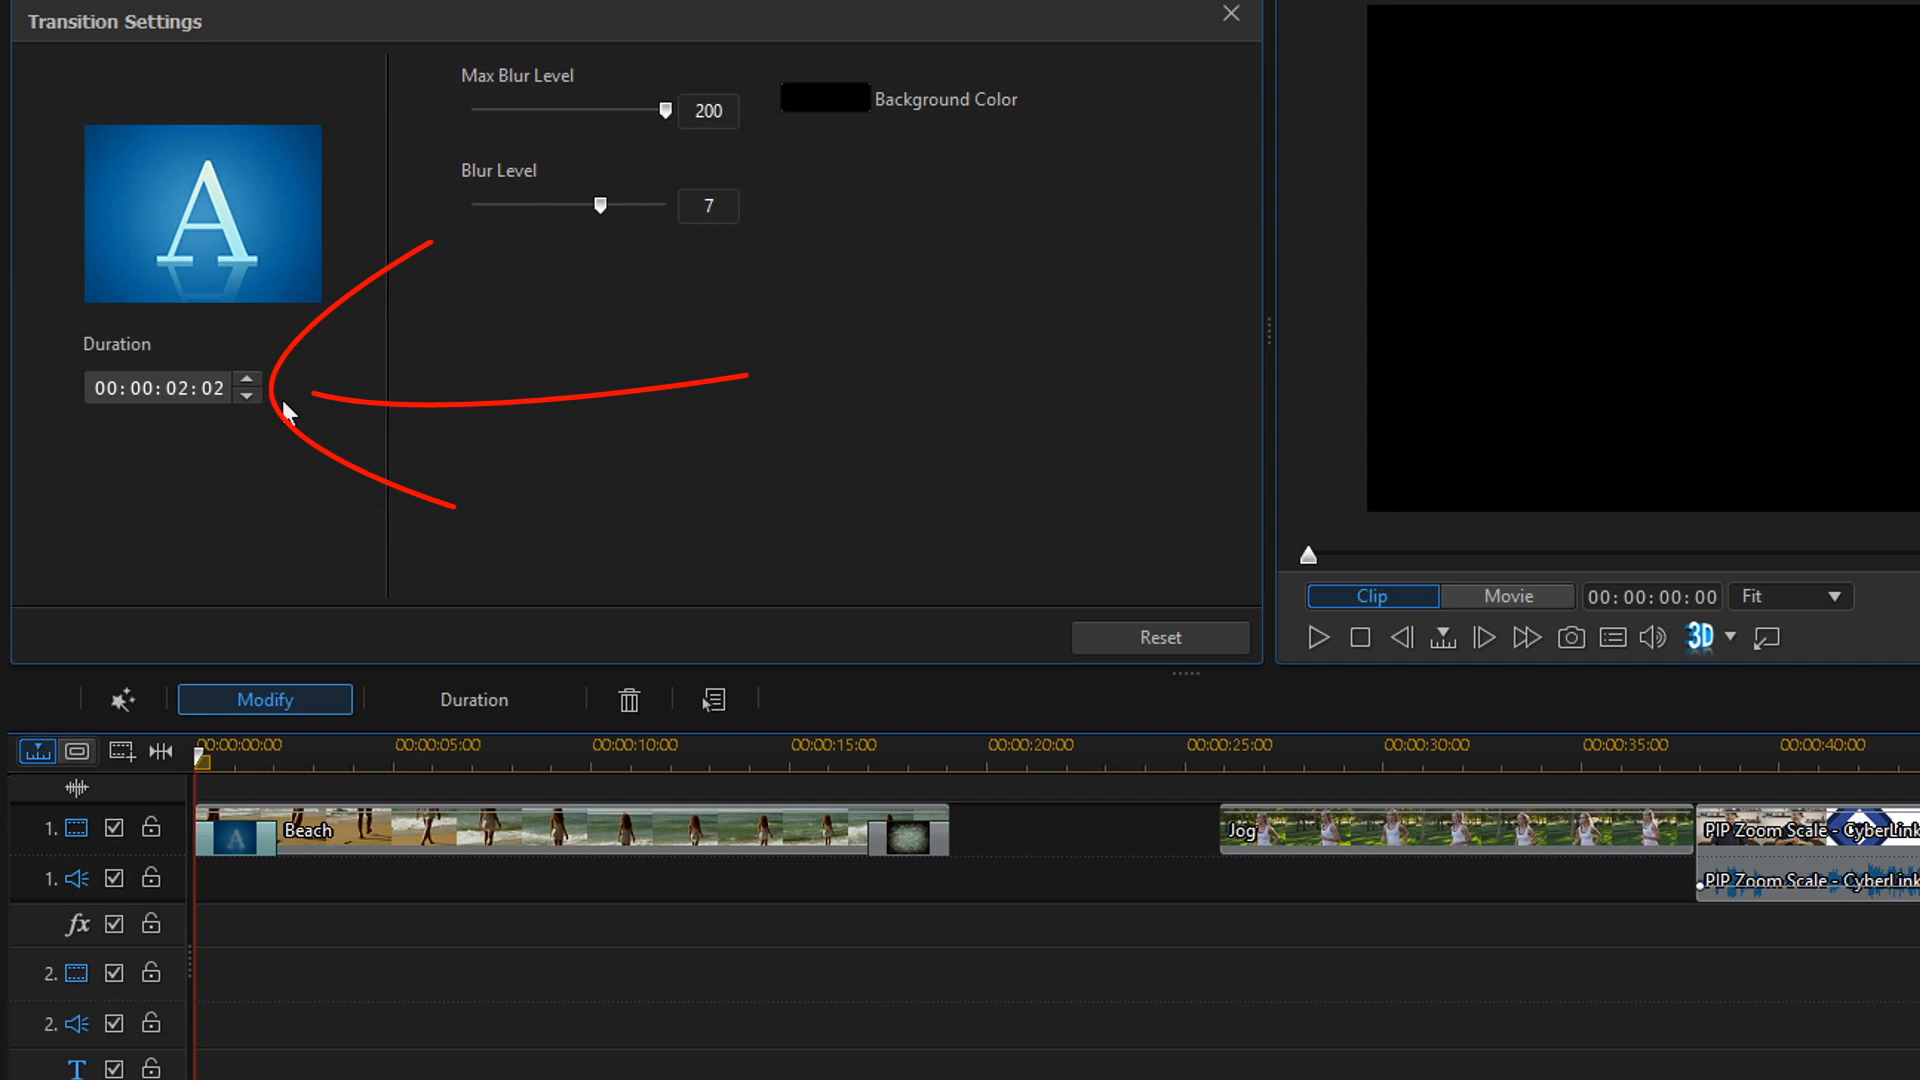 Transition Settings
Max Blur Level
200
Background Color
Blur Level
7
A
Duration
00:00:02:02
Reset
Clip
Movie
00:00:00:00
Fit
3D
Modify
Duration
00:00:00:00
00:00:05:00
00:00:10:00
00:00:15:00
00:00:20:00
00:00:25:00
00:00:30:00
00:00:35:00
00:00:40:00
1.
A
Beach
Jog
PIP Zoom Scale - CyberLink
1.
PIP Zoom Scale - CyberLink
fx
2.
2.
T